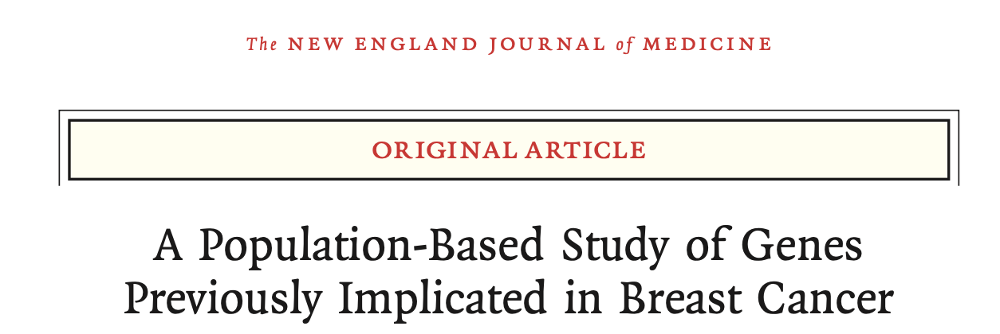 The NEW ENGLAND JOURNAL of MEDICINE
ORIGINAL ARTICLE
A Population-Based Study of Genes
Previously Implicated in Breast Cancer